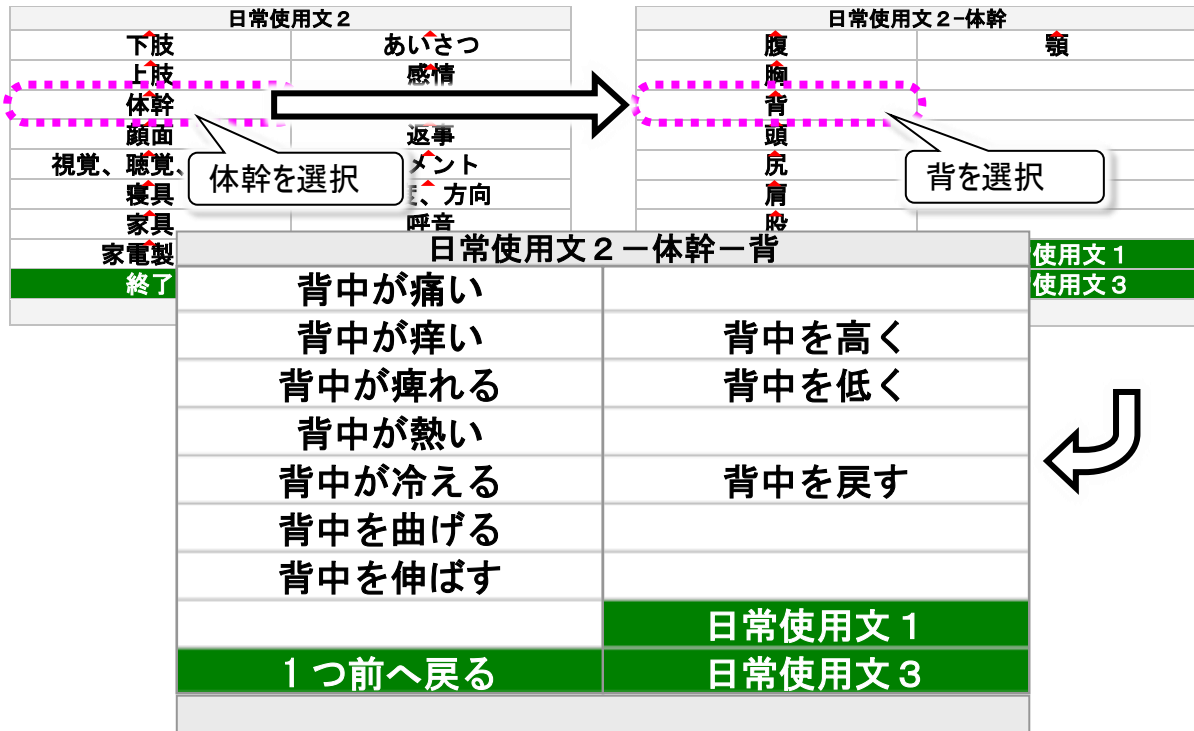 日常使用文２
下肢 あいさつ
上肢 感情
体幹
顔面 返事
視覚、聴覚、 メント
寝具 、方向
家具 呼音
家電製
終了
体幹を選択
日常使用文２-体幹
腹 顎
胸
背
頭
尻
肩
股
使用文１
使用文３
背を選択
日常使用文２－体幹－背
背中が痛い
背中が痒い 背中を高く
背中が痺れる 背中を低く
背中が熱い
背中が冷える 背中を戻す
背中を曲げる
背中を伸ばす
日常使用文１
１つ前へ戻る 日常使用文３